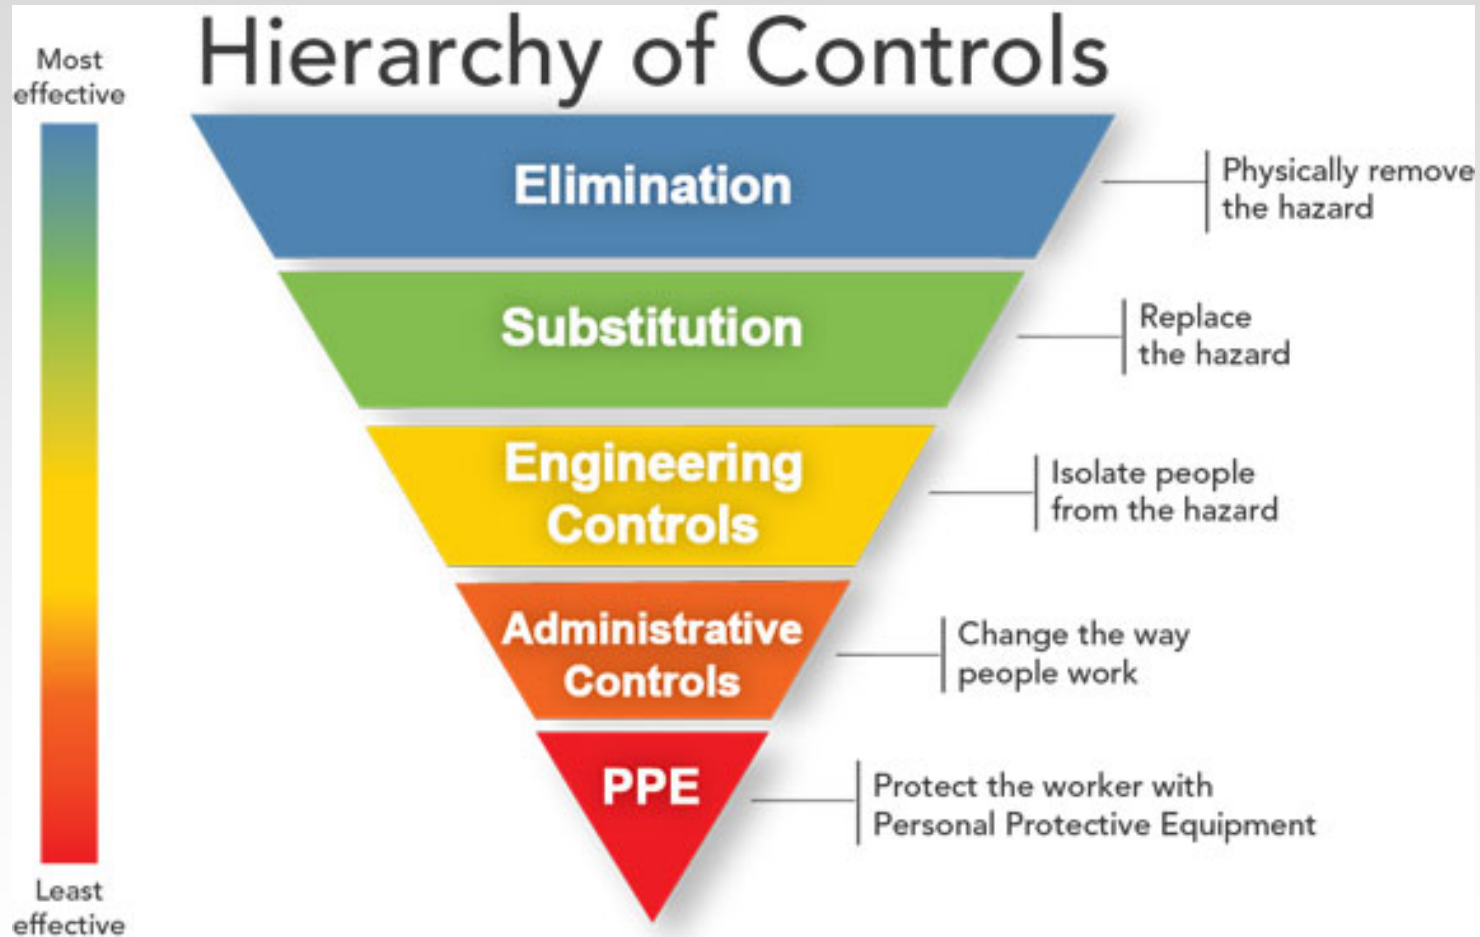 Hierarchy of Controls
Most
effective
Elimination
Physically remove
the hazard
Substitution
Replace
the hazard
Engineering
Controls
Isolate people
from the hazard
Administrative
Controls
Change the way
people work
PPE
Protect the worker with
Personal Protective Equipment
Least
effective